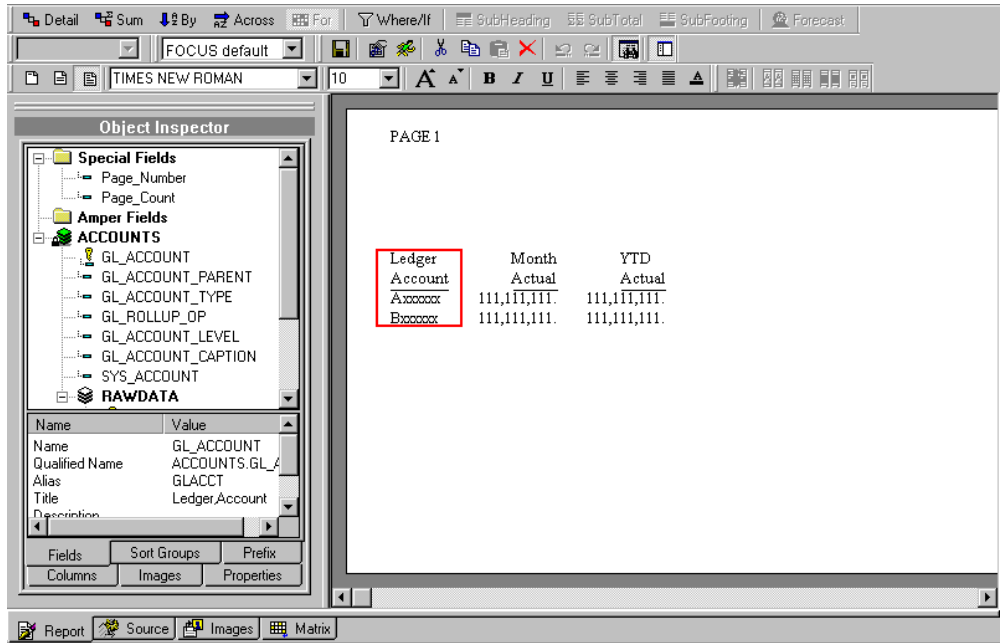 Detail Sum By Across For Where/If SubHeading SubTotal SubFooting Forecast
FOCUS default
TIMES NEW ROMAN 10 A A B I U A
Object Inspector
Special Fields
Page_Number
Page_Count
Amper Fields
ACCOUNTS
GL_ACCOUNT
GL_ACCOUNT_PARENT
GL_ACCOUNT_TYPE
GL_ROLLUP_OP
GL_ACCOUNT_LEVEL
GL_ACCOUNT_CAPTION
SYS_ACCOUNT
RAWDATA
Name Value
Name GL_ACCOUNT
Qualified Name ACCOUNTS.GL_A
Alias GLACCT
Title Ledger,Account
Description
Fields Sort Groups Prefix
Columns Images Properties
PAGE 1
Ledger Month YTD
Account Actual Actual
Axxxxxx 111,111,111. 111,111,111.
Bxxxxxx 111,111,111. 111,111,111.
Report Source Images Matrix